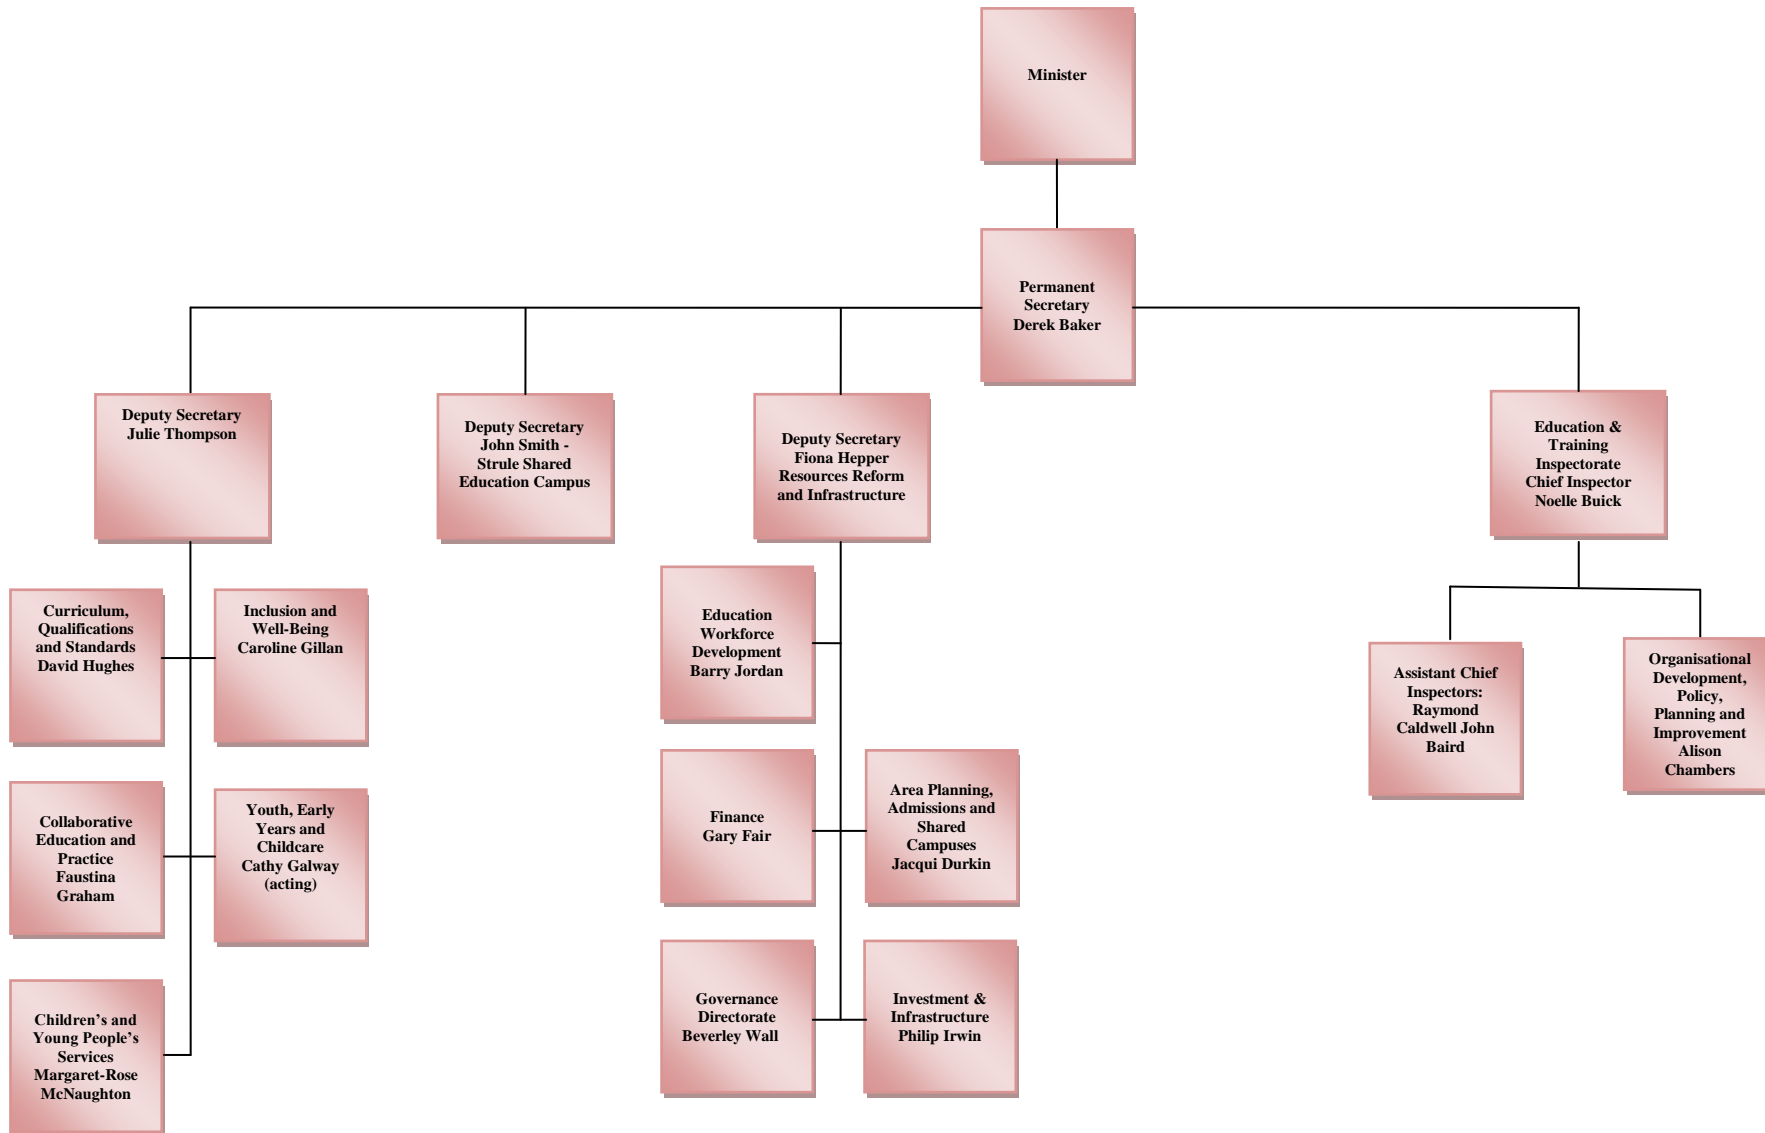 Minister
Permanent
Secretary
Derek Baker
Deputy Secretary
Julie Thompson
Deputy Secretary
John Smith -
Strule Shared
Education Campus
Deputy Secretary
Fiona Hepper
Resources Reform
and Infrastructure
Education &
Training
Inspectorate
Chief Inspector
Noelle Buick
Curriculum,
Qualifications
and Standards
David Hughes
Inclusion and
Well-Being
Caroline Gillan
Collaborative
Education and
Practice
Faustina
Graham
Youth, Early
Years and
Childcare
Cathy Galway
(acting)
Children’s and
Young People’s
Services
Margaret-Rose
McNaughton
Education
Workforce
Development
Barry Jordan
Finance
Gary Fair
Area Planning,
Admissions and
Shared
Campuses
Jacqui Durkin
Governance
Directorate
Beverley Wall
Investment &
Infrastructure
Philip Irwin
Assistant Chief
Inspectors:
Raymond
Caldwell John
Baird
Organisational
Development,
Policy,
Planning and
Improvement
Alison
Chambers